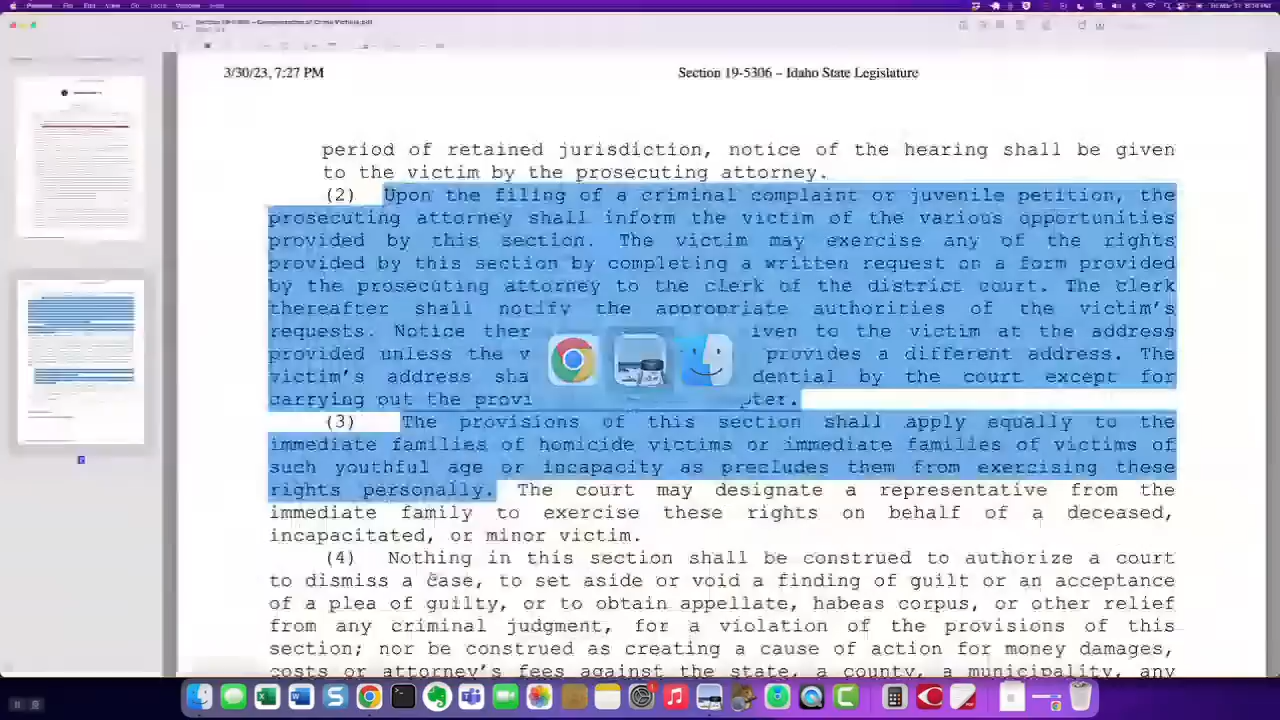 3/30/23, 7:27 PM
Section 19-5306 – Idaho State Legislature
period of retained jurisdiction, notice of the hearing shall be given
to the victim by the prosecuting attorney.
(2) Upon the filing of a criminal complaint or juvenile petition, the
prosecuting attorney shall inform the victim of the various opportunities
provided by this section. The victim may exercise any of the rights
provided by this section by completing a written request on a form provided
by the prosecuting attorney to the clerk of the district court. The clerk
thereafter shall notify the appropriate authorities of the victim's
requests. Notice the iven to the victim at the address
provided unless the v provides a different address. The
victim's address sha dential by the court except for
carrying out the provi pter.
(3) The provisions of this section shall apply equally to the
immediate families of homicide victims or immediate families of victims of
such youthful age or incapacity as precludes them from exercising these
rights personally. The court may designate a representative from the
immediate family to exercise these rights on behalf of a deceased,
incapacitated, or minor victim.
(4) Nothing in this section shall be construed to authorize a court
to dismiss a case, to set aside or void a finding of guilt or an acceptance
of a plea of guilty, or to obtain appellate, habeas corpus, or other relief
from any criminal judgment, for a violation of the provisions of this
section; nor be construed as creating a cause of action for money damages,
costs or attorney's fees against the state, a county, a municipality, any